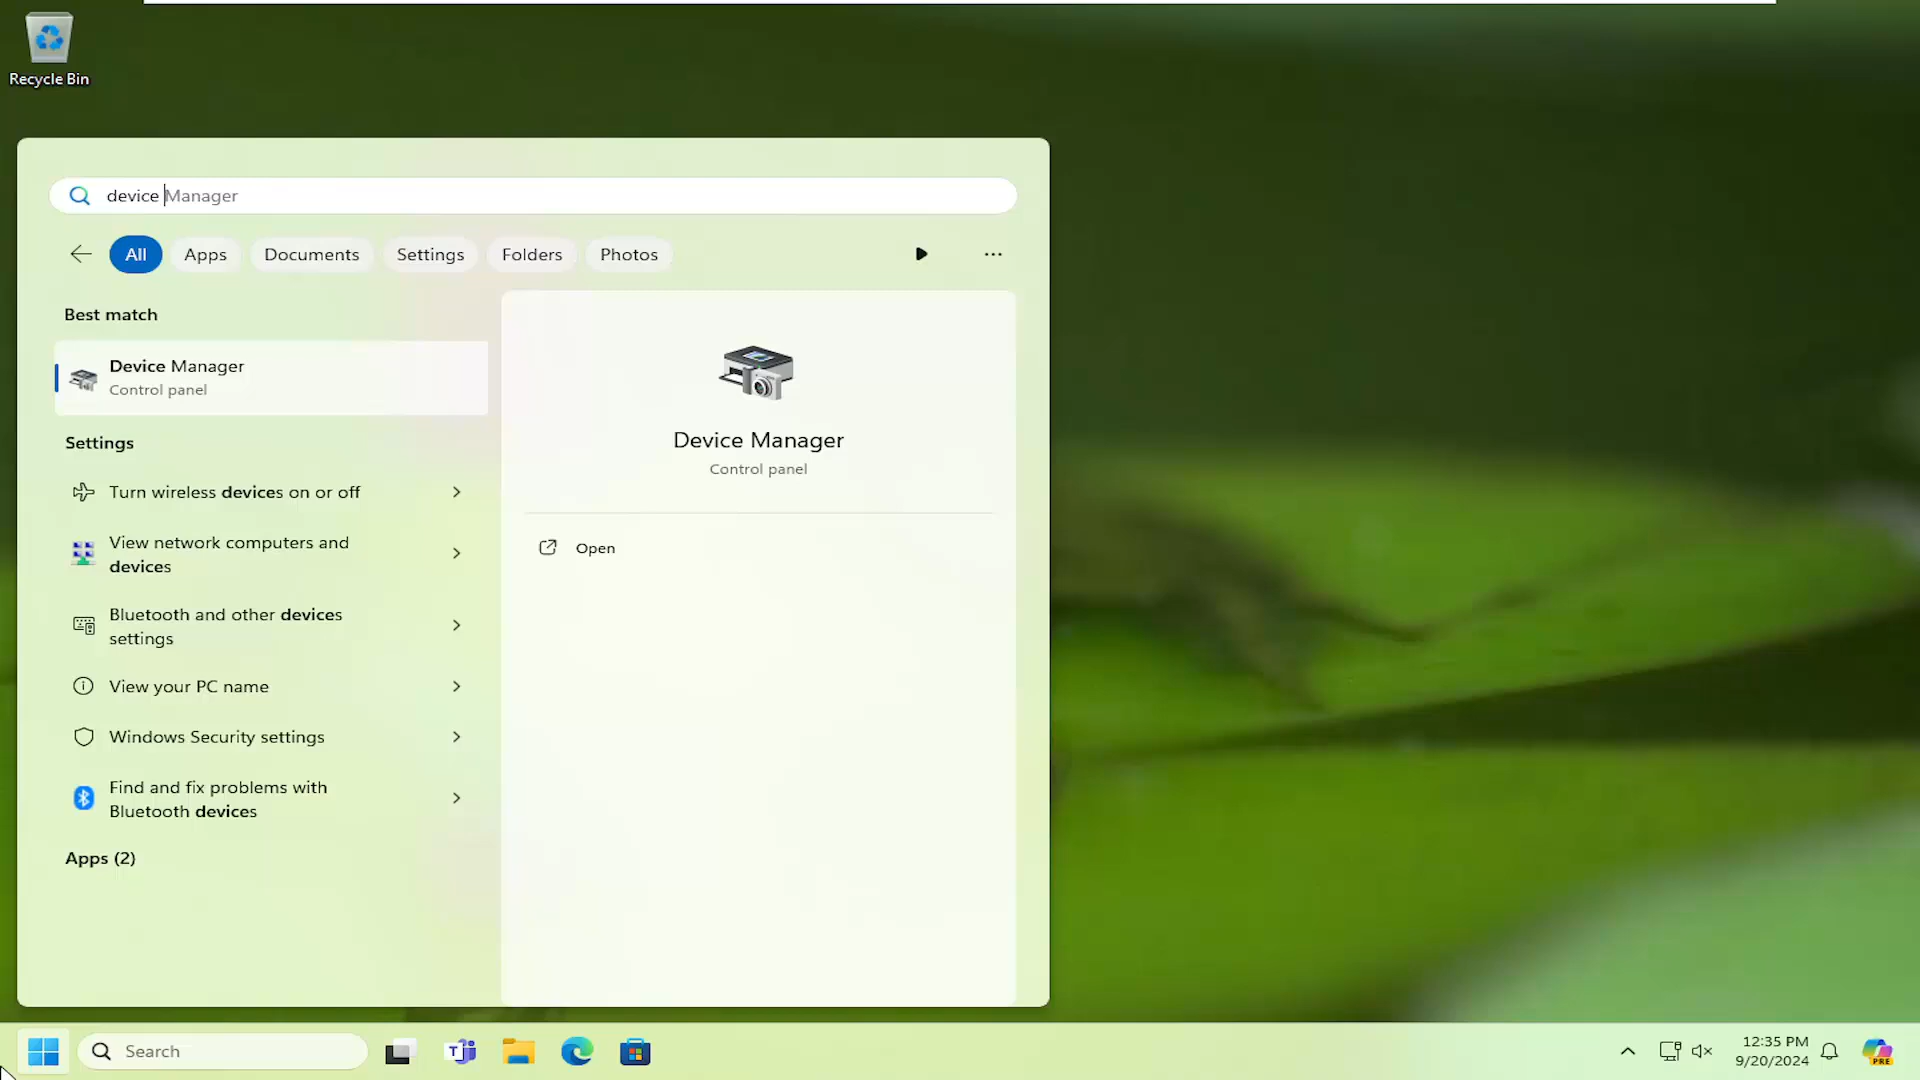 Recycle Bin
device Manager
All Apps Documents Settings Folders Photos
Best match
Device Manager
Control panel
Settings
Turn wireless devices on or off
View network computers and
devices
Bluetooth and other devices
settings
View your PC name
Windows Security settings
Find and fix problems with
Bluetooth devices
Apps (2)
Device Manager
Control panel
Open
Search
12:35 PM
9/20/2024
PRE